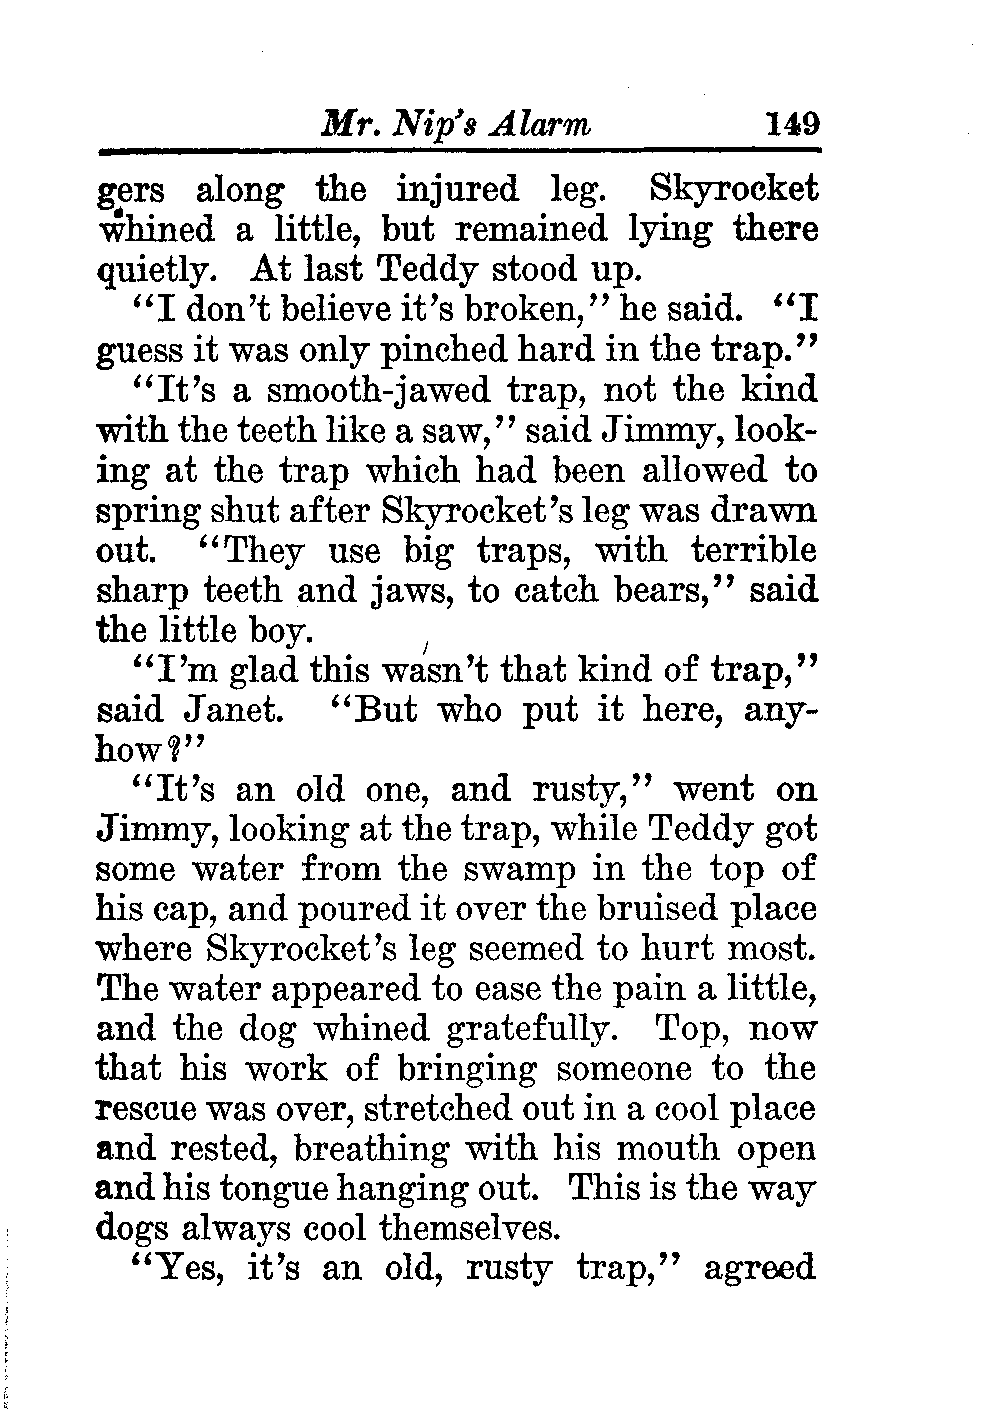 Mr. Nip's Alarm 149
gers along the injured leg. Skyrocket
whined a little, but remained lying there
quietly. At last Teddy stood up.
"I don't believe it's broken," he said. "I
guess it was only pinched hard in the trap."
"It's a smooth-jawed trap, not the kind
with the teeth like a saw," said Jimmy, look-
ing at the trap which had been allowed to
spring shut after Skyrocket's leg was drawn
out. "They use big traps, with terrible
sharp teeth and jaws, to catch bears," said
the little boy.
"I'm glad this wasn't that kind of trap,"
said Janet. "But who put it here, any-
how?"
"It's an old one, and rusty," went on
Jimmy, looking at the trap, while Teddy got
some water from the swamp in the top of
his cap, and poured it over the bruised place
where Skyrocket's leg seemed to hurt most.
The water appeared to ease the pain a little,
and the dog whined gratefully. Top, now
that his work of bringing someone to the
rescue was over, stretched out in a cool place
and rested, breathing with his mouth open
and his tongue hanging out. This is the way
dogs always cool themselves.
"Yes, it's an old, rusty trap," agreed